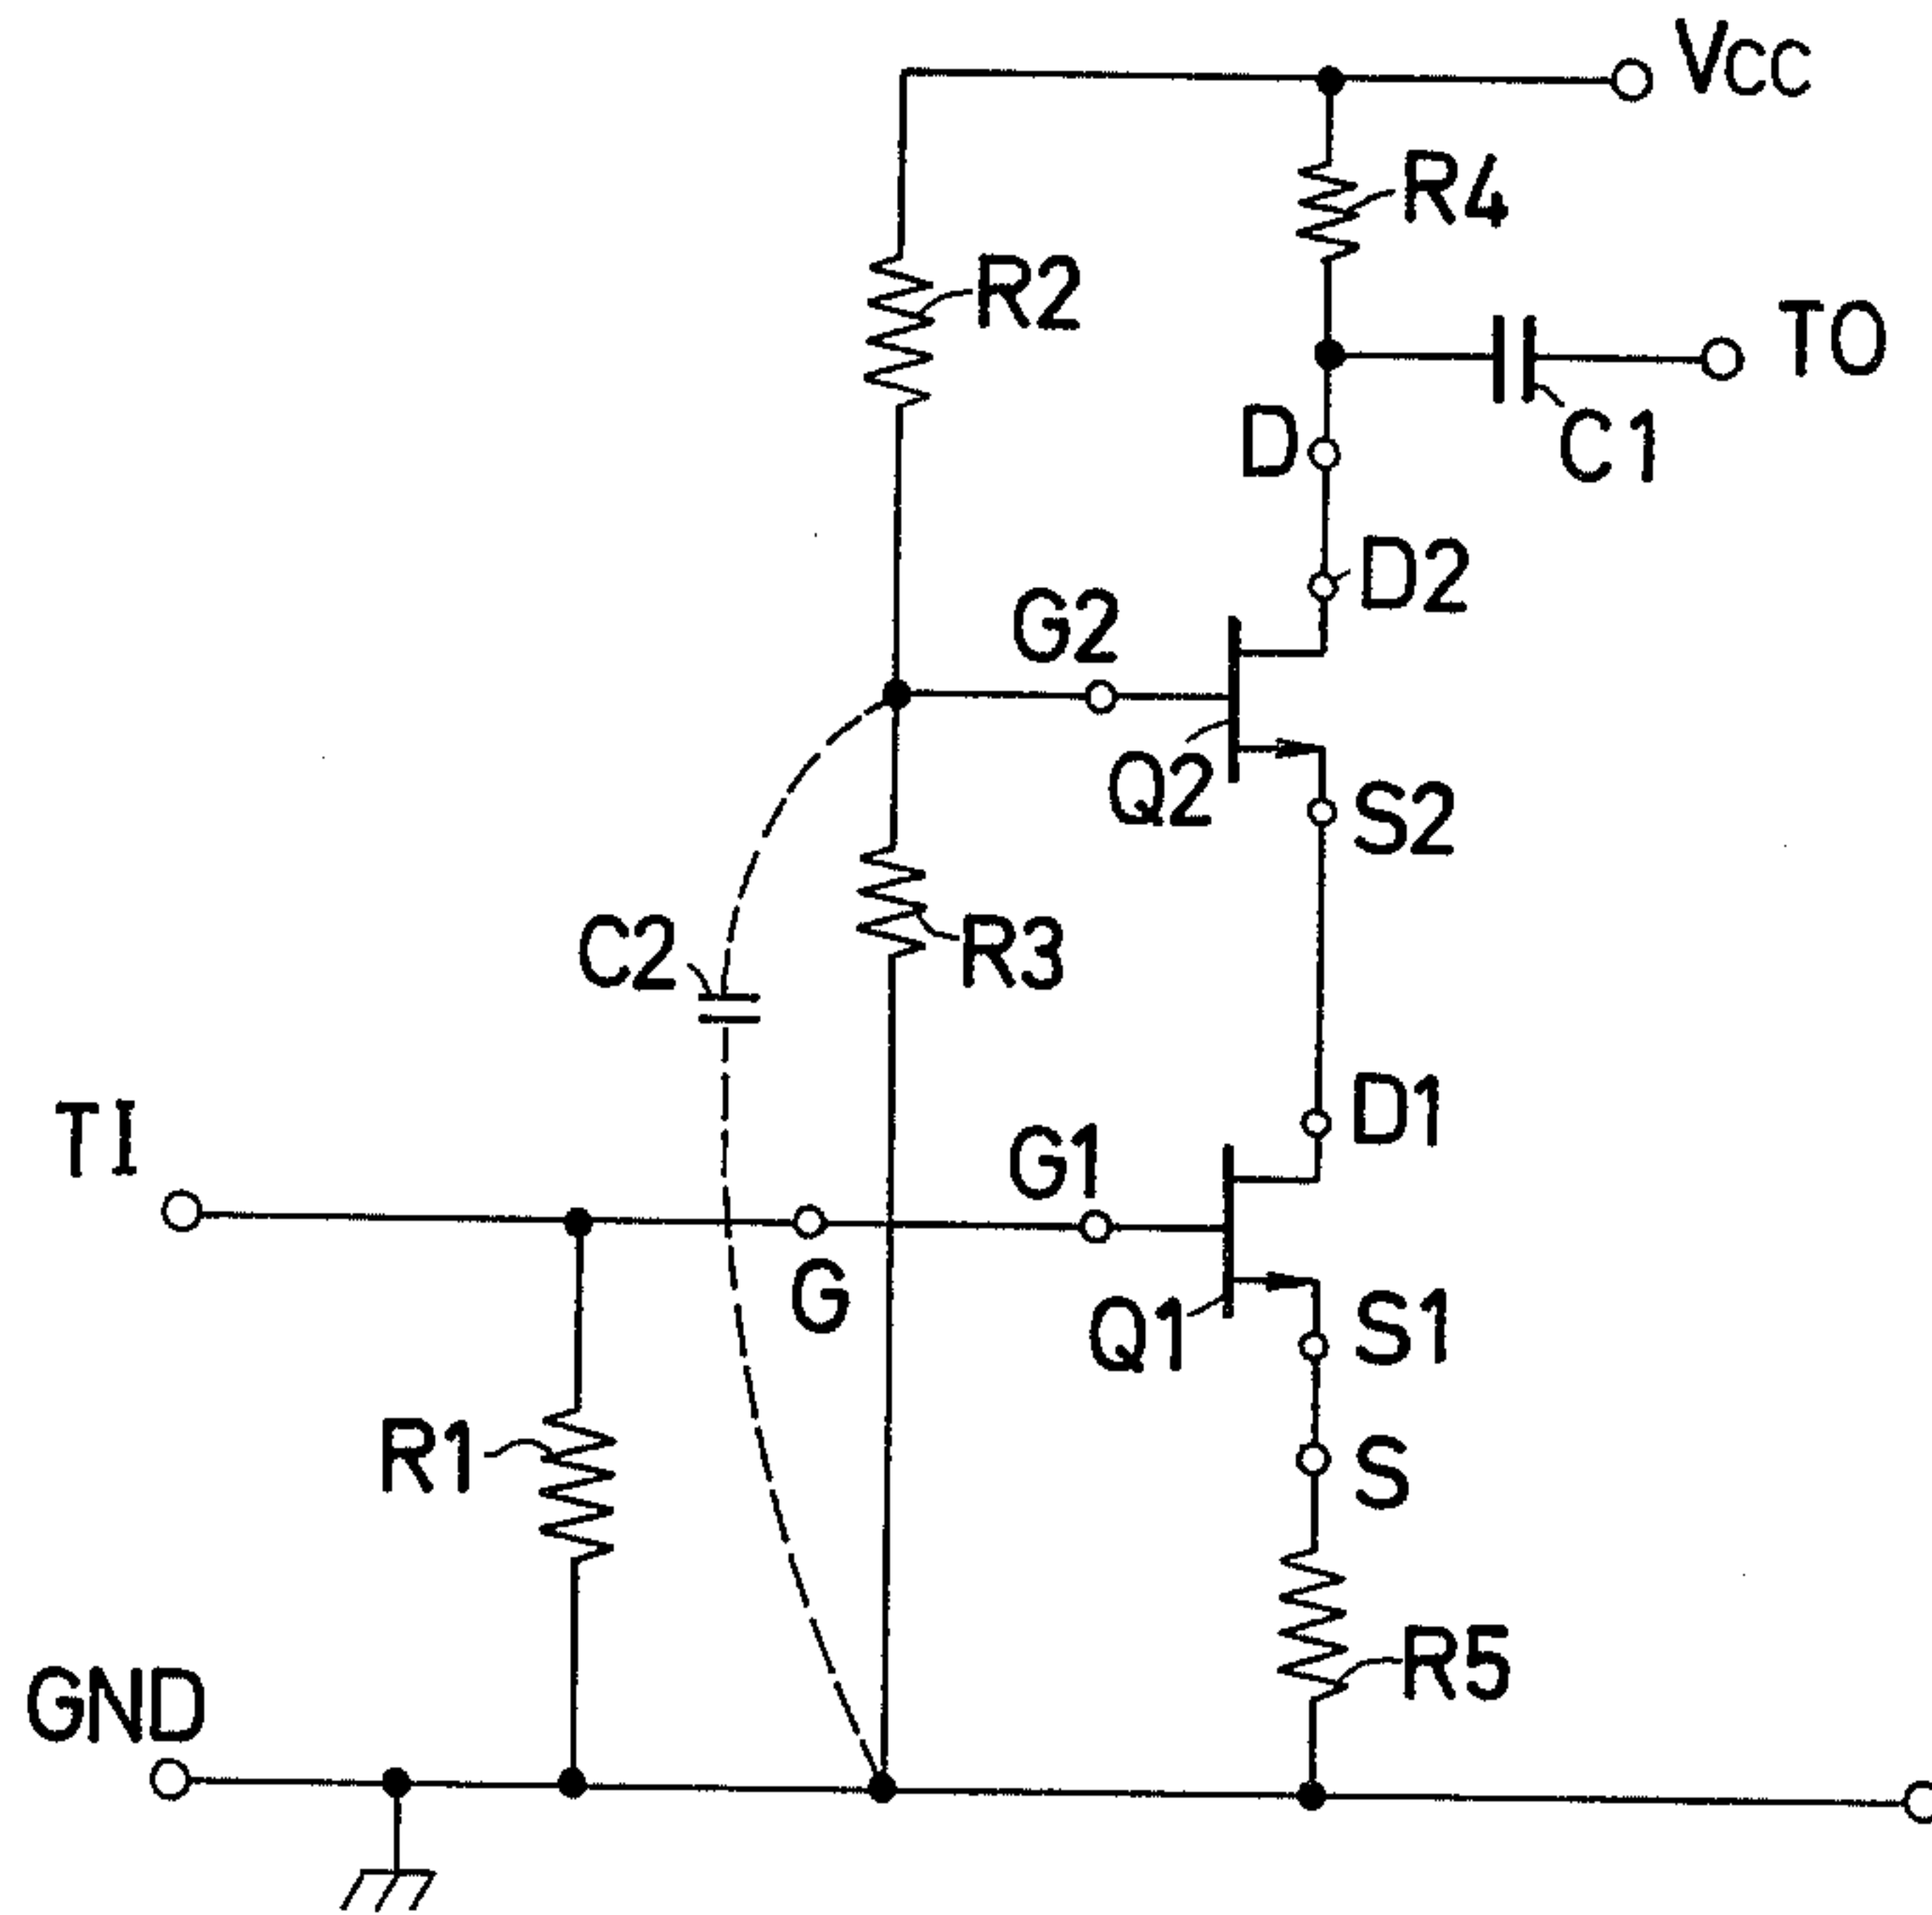 Vcc
R4
R2
TO
D
C1
D2
G2
Q2
S2
C2
R3
D1
TI
G1
G
Q1
S1
R1
S
R5
GND